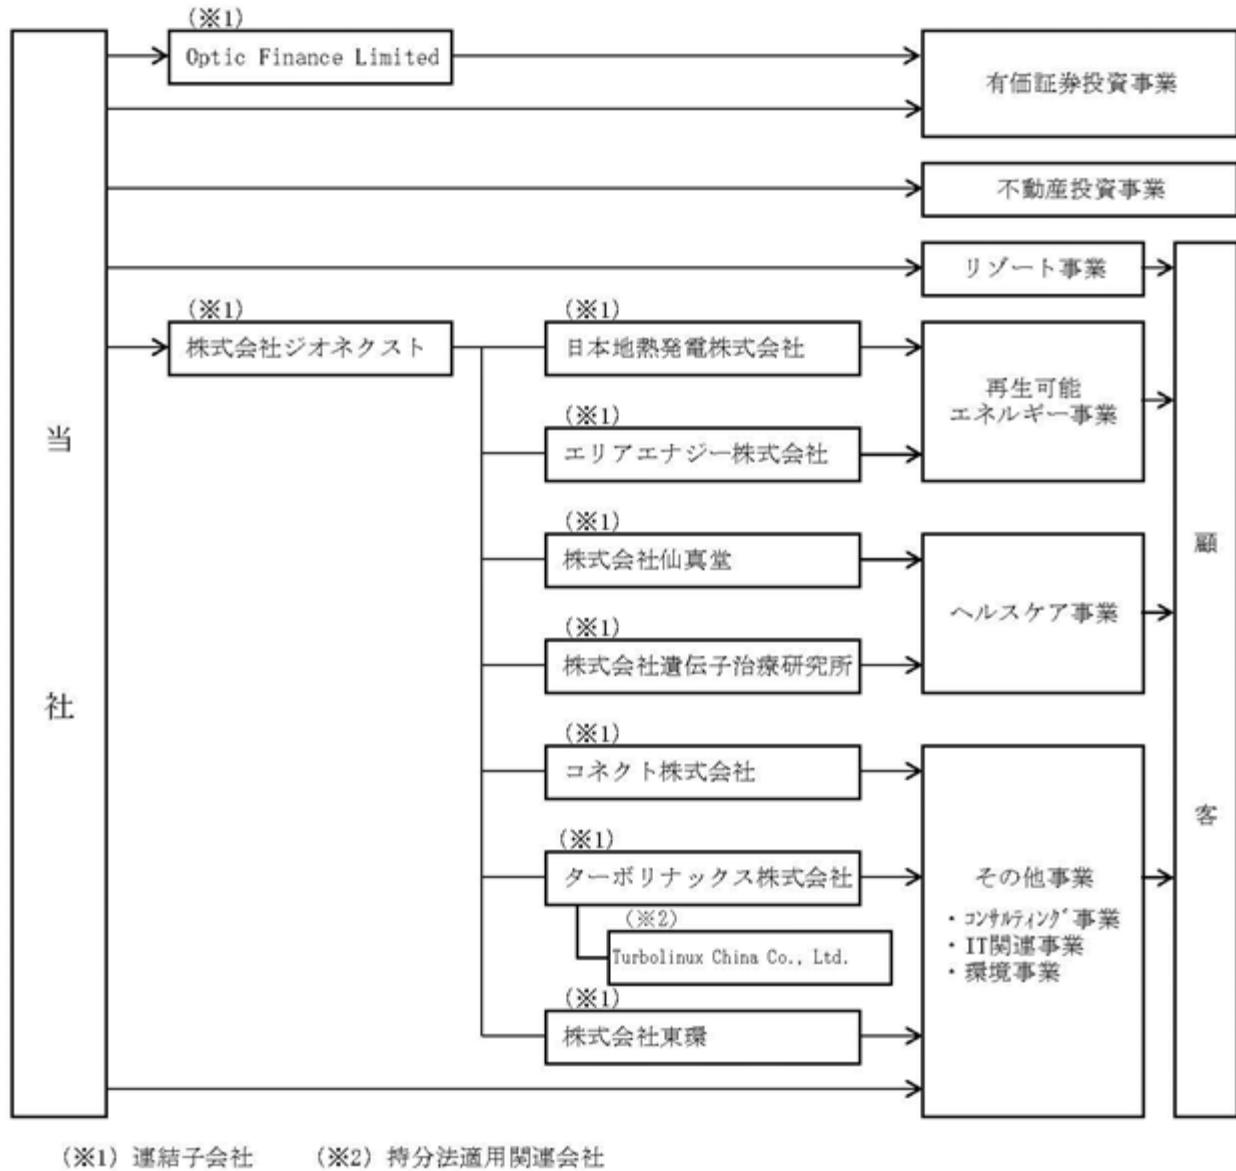 (※1)
Optic Finance Limited
有価証券投資事業
不動産投資事業
リゾート事業
(※1)
株式会社ジオネクスト
(※1)
日本地熱発電株式会社
再生可能
エネルギー事業
(※1)
エリアエナジー株式会社
当
社
(※1)
株式会社仙真堂
ヘルスケア事業
(※1)
株式会社遺伝子治療研究所
(※1)
コネクト株式会社
(※1)
ターボリナックス株式会社
(※2)
Turbolinux China Co., Ltd.
(※1)
株式会社東環
その他事業
・ｺﾝｻﾙﾃｨﾝｸﾞ事業
・IT関連事業
・環境事業
顧
客
(※1) 連結子会社 (※2) 持分法適用関連会社